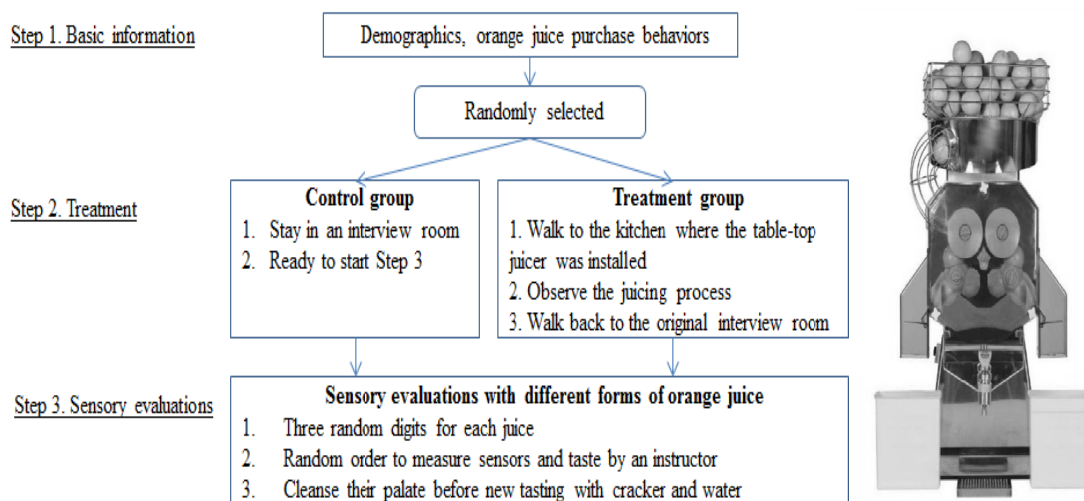 Step 1. Basic information
Demographics, orange juice purchase behaviors
Randomly selected
Step 2. Treatment
Control group
1. Stay in an interview room
2. Ready to start Step 3
Treatment group
1. Walk to the kitchen where the table-top
juicer was installed
2. Observe the juicing process
3. Walk back to the original interview room
Step 3. Sensory evaluations
Sensory evaluations with different forms of orange juice
1. Three random digits for each juice
2. Random order to measure sensors and taste by an instructor
3. Cleanse their palate before new tasting with cracker and water